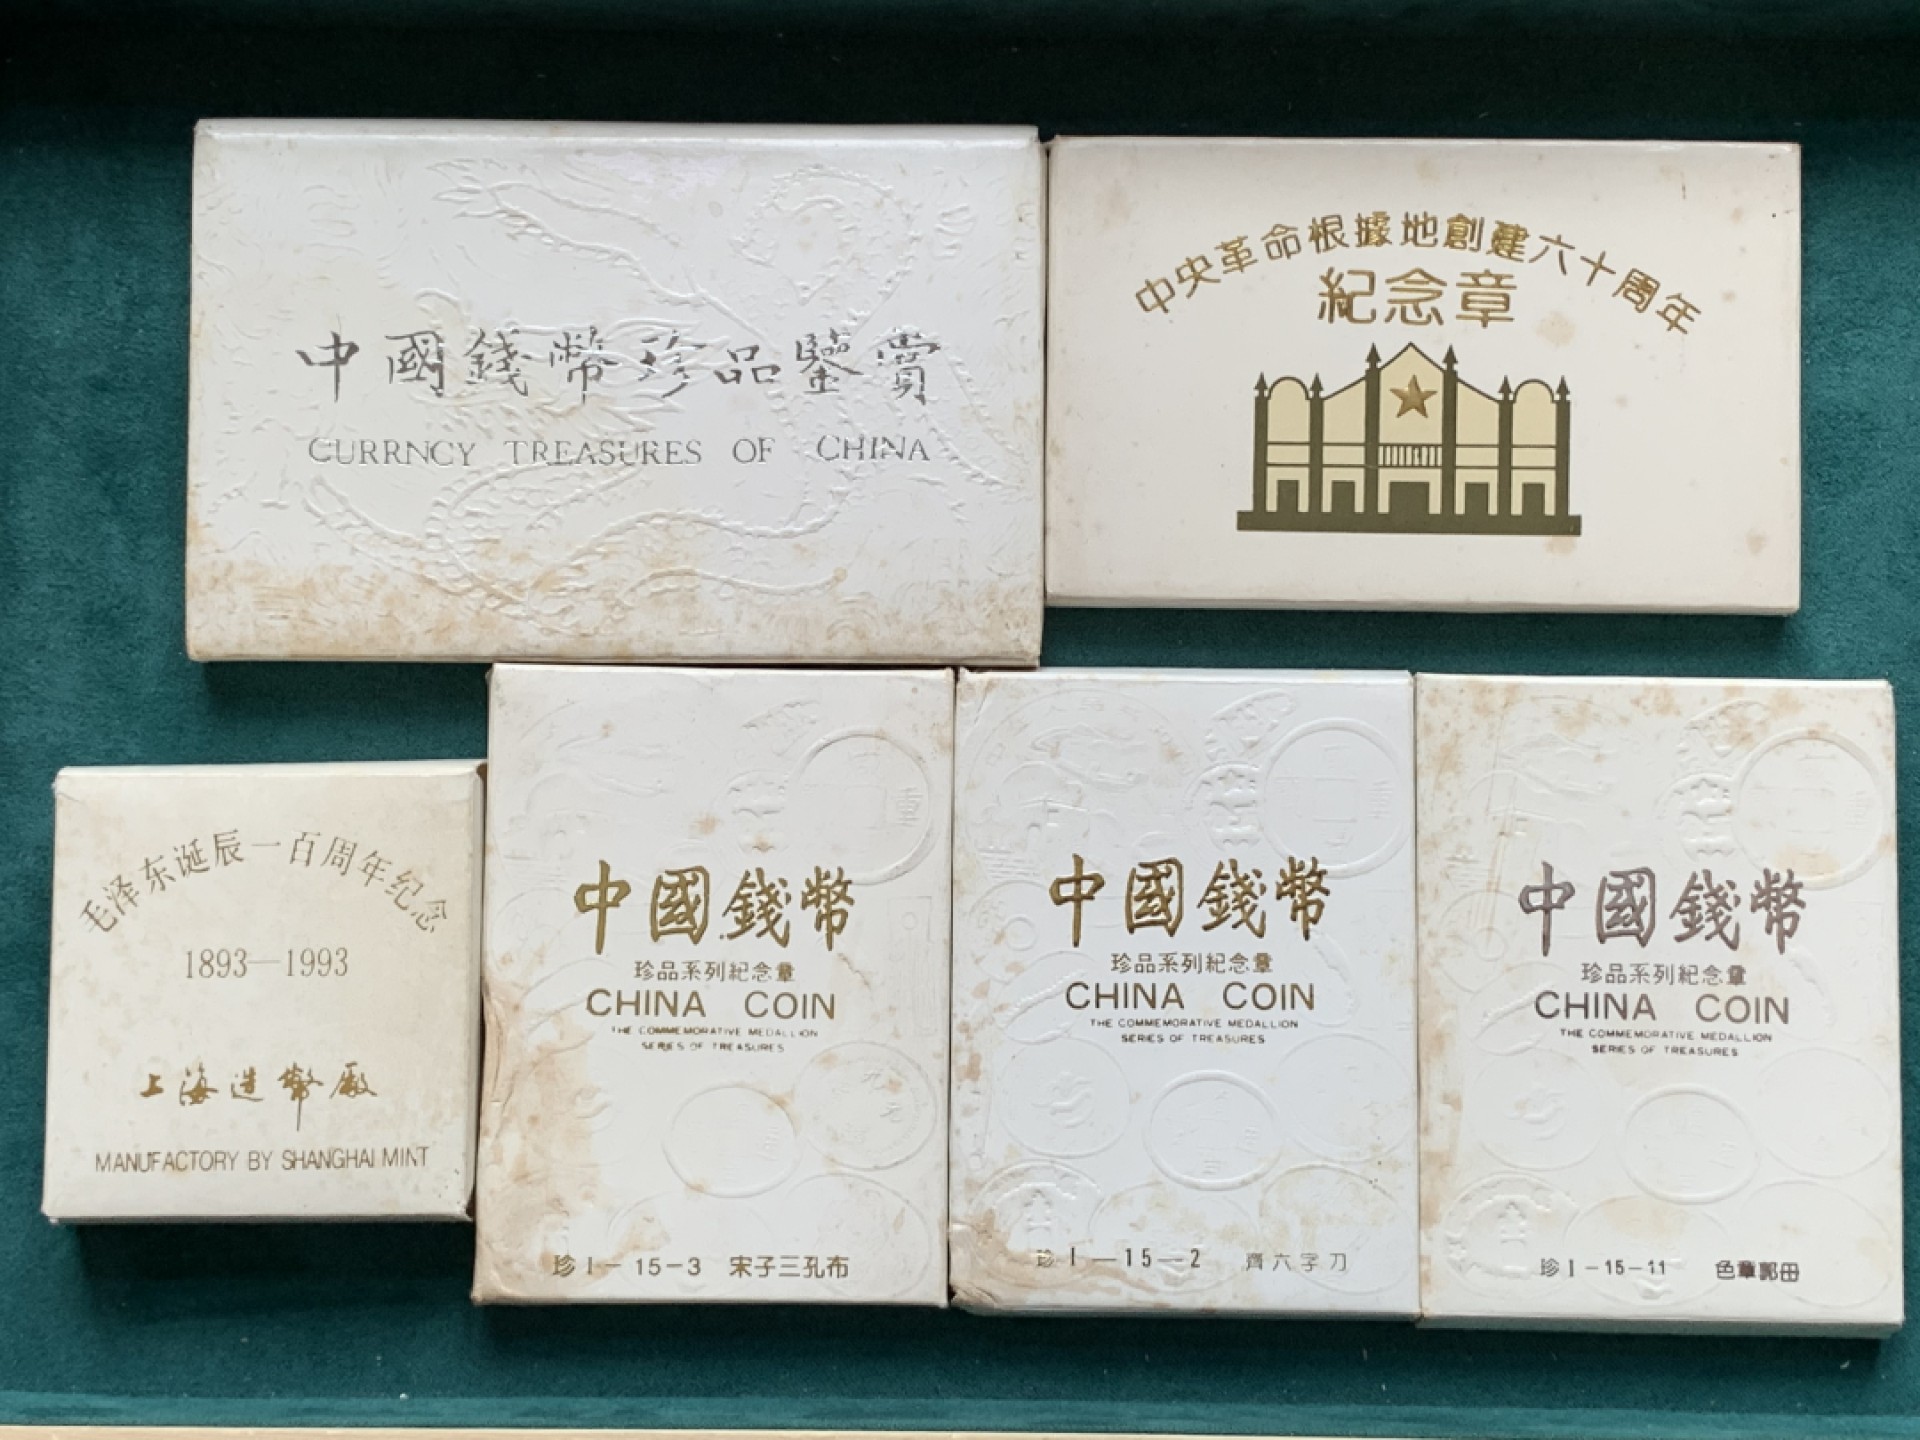 中國錢幣珍品鑒賞
CURRNCY TREASURES OF CHINA
中央革命根據地創建六十周年
紀念章
毛泽东诞辰一百周年纪念
1893—1993
上海造幣廠
MANUFACTORY BY SHANGHAI MINT
中國錢幣
珍品系列紀念章
CHINA COIN
THE COMMEMORATIVE MEDALLION
SERIES OF TREASURES
珍I-15-3 宋子三孔布
中國錢幣
珍品系列紀念章
CHINA COIN
THE COMMEMORATIVE MEDALLION
SERIES OF TREASURES
珍I—15—2 齊六字刀
中國錢幣
珍品系列紀念章
CHINA COIN
THE COMMEMORATIVE MEDALLION
SERIES OF TREASURES
珍I-15-11